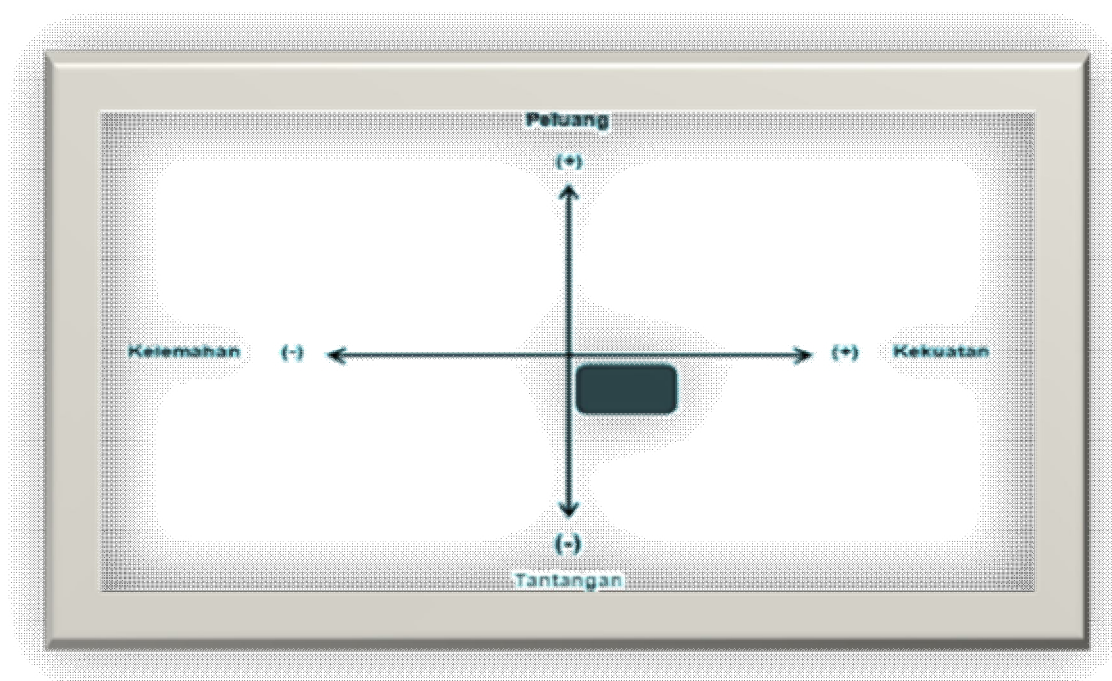 Peluang
(+)
Kelemahan (-) (+) Kekuatan
(-)
Tantangan